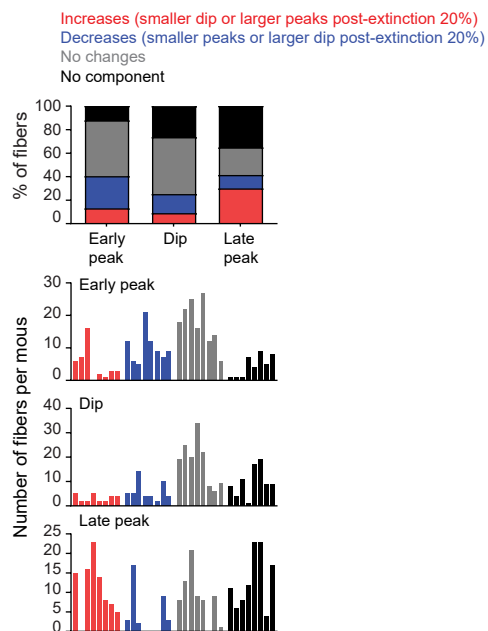 Increases (smaller dip or larger peaks post-extinction 20%)
Decreases (smaller peaks or larger dip post-extinction 20%)
No changes
No component
% of fibers
100
80
60
40
20
0
Early peak
Dip
Late peak
Number of fibers per mous
Early peak
30
20
10
0
Dip
40
30
20
10
0
Late peak
25
20
15
10
5
0